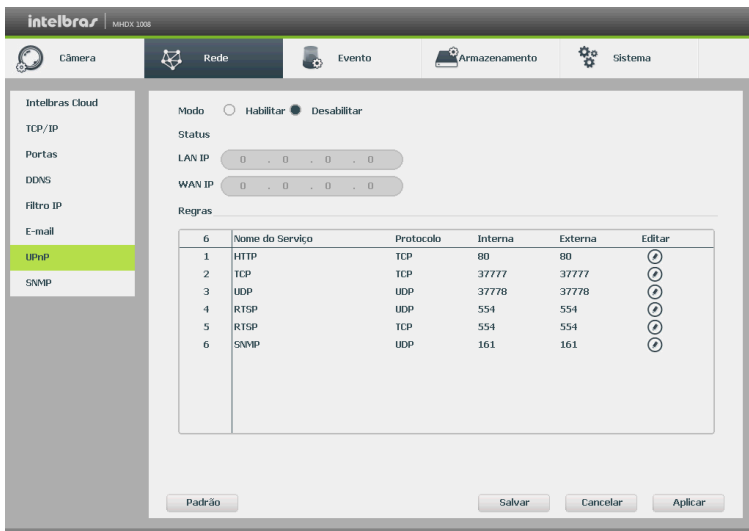 intelbras MHDX 1008
Câmera Rede Evento Armazenamento Sistema
Intelbras Cloud
TCP/IP
Portas
DDNS
Filtro IP
E-mail
UPnP
SNMP
Modo Habilitar Desabilitar
Status
LAN IP 0 . 0 . 0 . 0
WAN IP 0 . 0 . 0 . 0
Regras
6 Nome do Serviço Protocolo Interna Externa Editar
1 HTTP TCP 80 80
2 TCP TCP 37777 37777
3 UDP UDP 37778 37778
4 RTSP UDP 554 554
5 RTSP TCP 554 554
6 SNMP UDP 161 161
Padrão Salvar Cancelar Aplicar